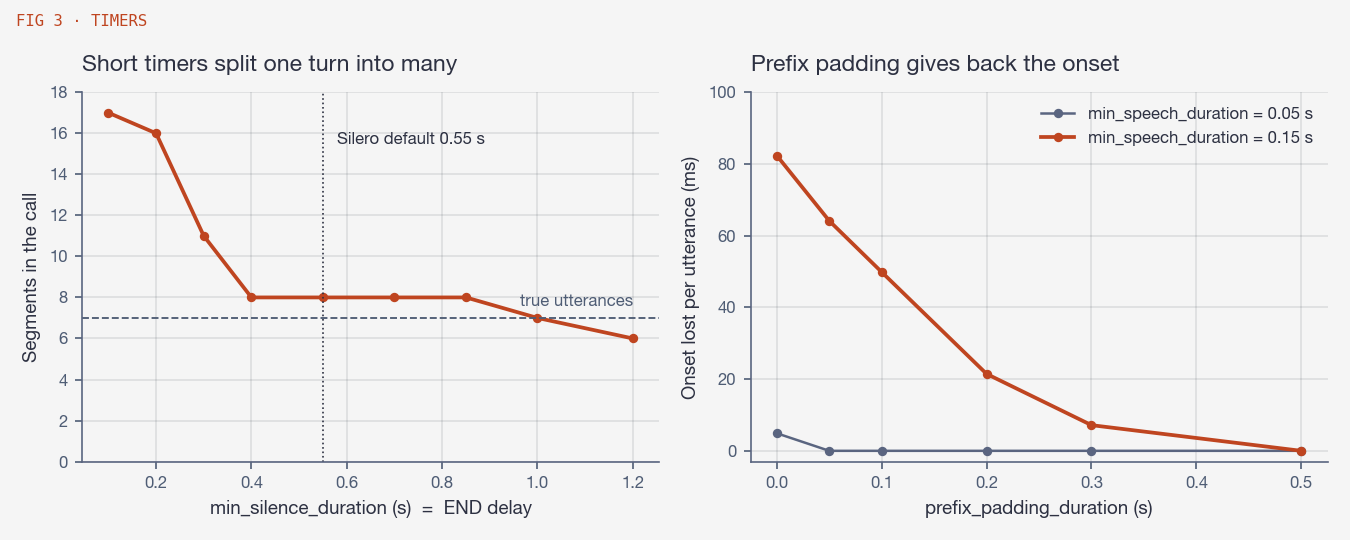 FIG 3 · TIMERS
Short timers split one turn into many
18
16
14
12
10
8
6
4
2
0
Segments in the call
Silero default 0.55 s
true utterances
0.2
0.4
0.6
0.8
1.0
1.2
min_silence_duration (s) = END delay
Prefix padding gives back the onset
100
80
60
40
20
0
Onset lost per utterance (ms)
min_speech_duration = 0.05 s
min_speech_duration = 0.15 s
0.0
0.1
0.2
0.3
0.4
0.5
prefix_padding_duration (s)